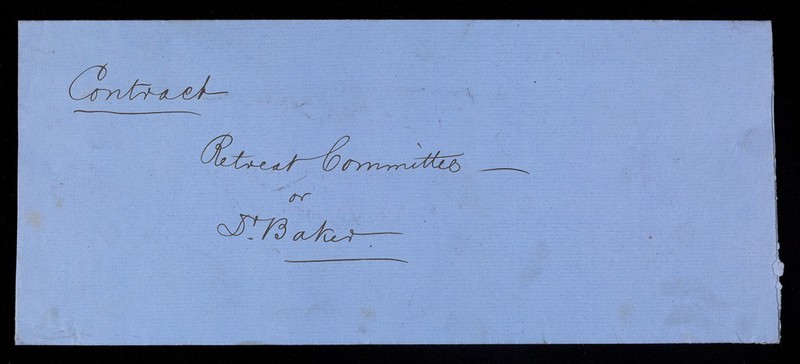 Contract
Retreat Committee —
or
Dr. Baker.